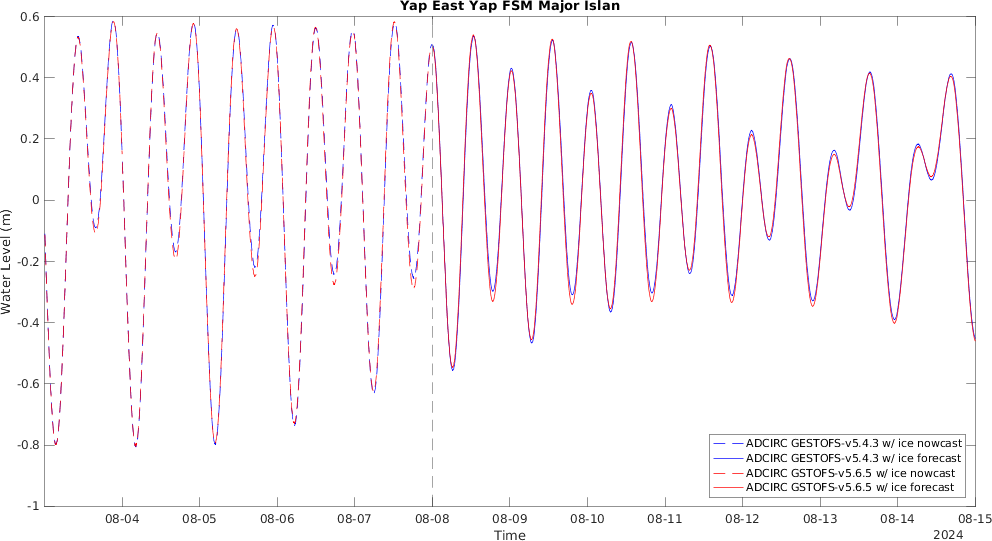 Yap East Yap FSM Major Islan
0.6
0.4
0.2
0
-0.2
-0.4
-0.6
-0.8
-1
Water Level (m)
ADCIRC GESTOFS-v5.4.3 w/ ice nowcast
ADCIRC GESTOFS-v5.4.3 w/ ice forecast
ADCIRC GSTOFS-v5.6.5 w/ ice nowcast
ADCIRC GSTOFS-v5.6.5 w/ ice forecast
08-04 08-05 08-06 08-07 08-08 08-09 08-10 08-11 08-12 08-13 08-14 08-15
Time
2024